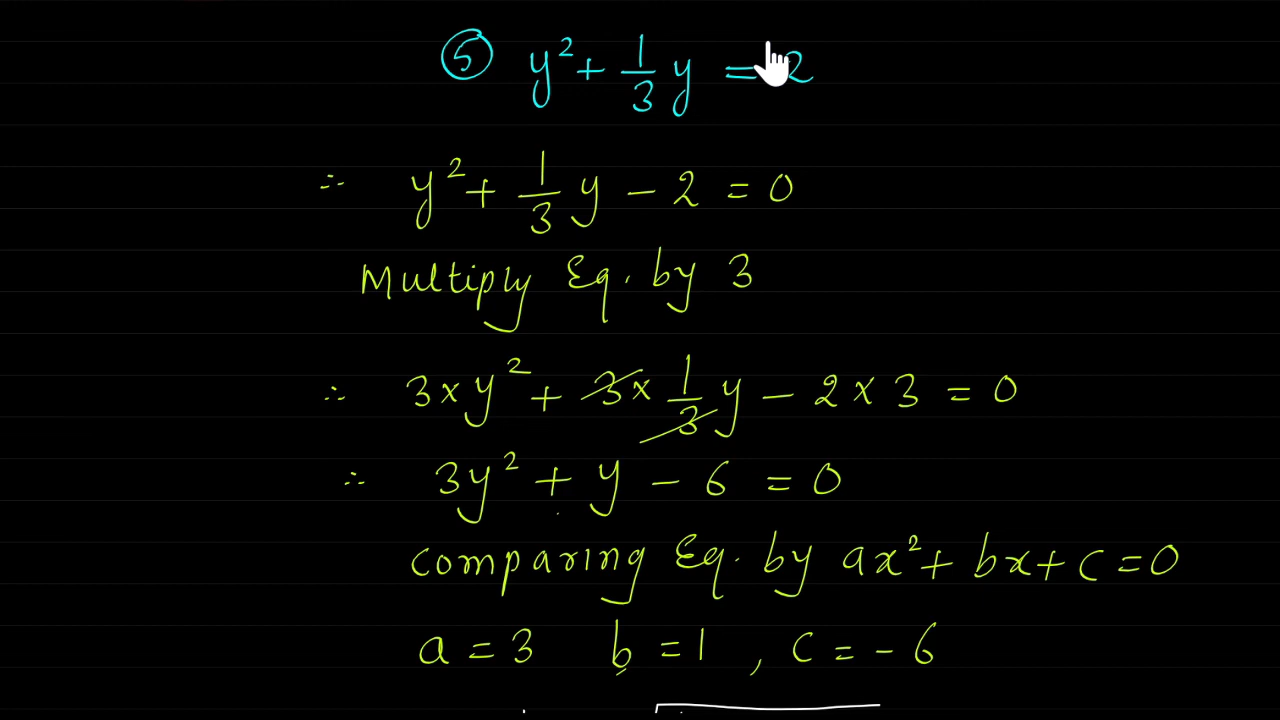 ⑤ y² + 1/3 y = 2
∴ y² + 1/3 y − 2 = 0
Multiply Eq. by 3
∴ 3 × y² + 3 × 1/3 y − 2 × 3 = 0
∴ 3y² + y − 6 = 0
comparing Eq. by ax² + bx + c = 0
a = 3 b = 1 , c = − 6